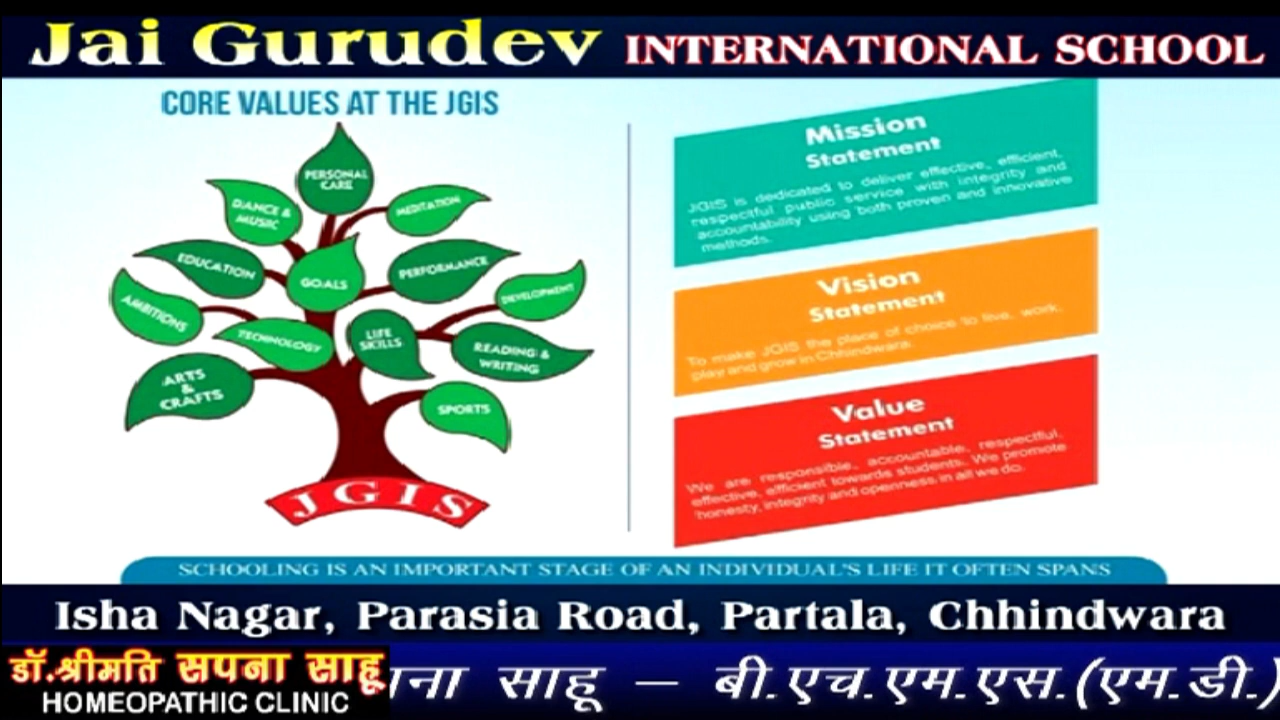 Jai Gurudev INTERNATIONAL SCHOOL
CORE VALUES AT THE JGIS
PERSONAL
CARE
DANCE &
MUSIC
MEDITATION
EDUCATION
GOALS
PERFORMANCE
AMBITIONS
DEVELOPMENT
TECHNOLOGY
LIFE
SKILLS
READING &
WRITING
ARTS
&
CRAFTS
SPORTS
JGIS
Mission
Statement
JGIS is dedicated to deliver effective, efficient,
respectful public service with integrity and
accountability using both proven and innovative
methods.
Vision
Statement
To make JGIS the place of choice to live, work,
play and grow in Chhindwara.
Value
Statement
We are responsible, accountable, respectful,
effective, efficient towards students. We promote
honesty, integrity and openness in all we do.
SCHOOLING IS AN IMPORTANT STAGE OF AN INDIVIDUAL'S LIFE IT OFTEN SPANS
Isha Nagar, Parasia Road, Partala, Chhindwara
डॉ.श्रीमति सपना साहू
HOMEOPATHIC CLINIC
पना साहू – बी.एच.एम.एस.(एम.डी.)